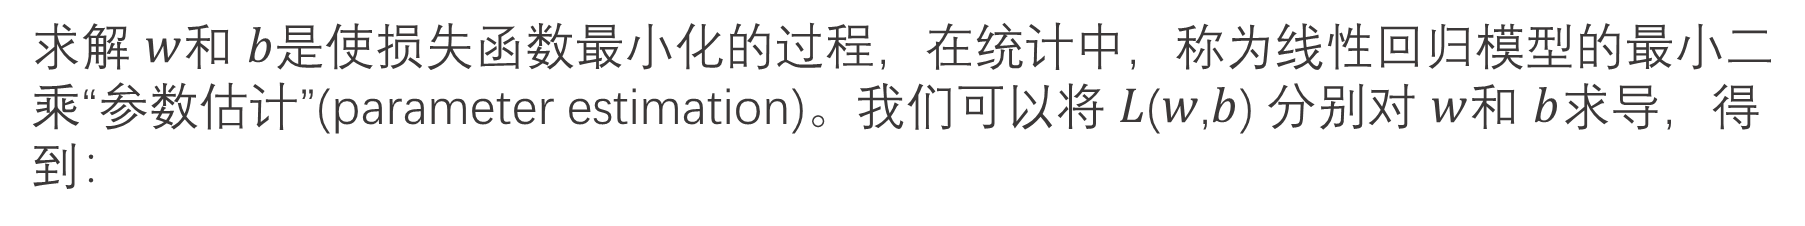 求解 w和 b是使损失函数最小化的过程，在统计中，称为线性回归模型的最小二
乘“参数估计”(parameter estimation)。我们可以将 L(w,b) 分别对 w和 b求导，得
到：